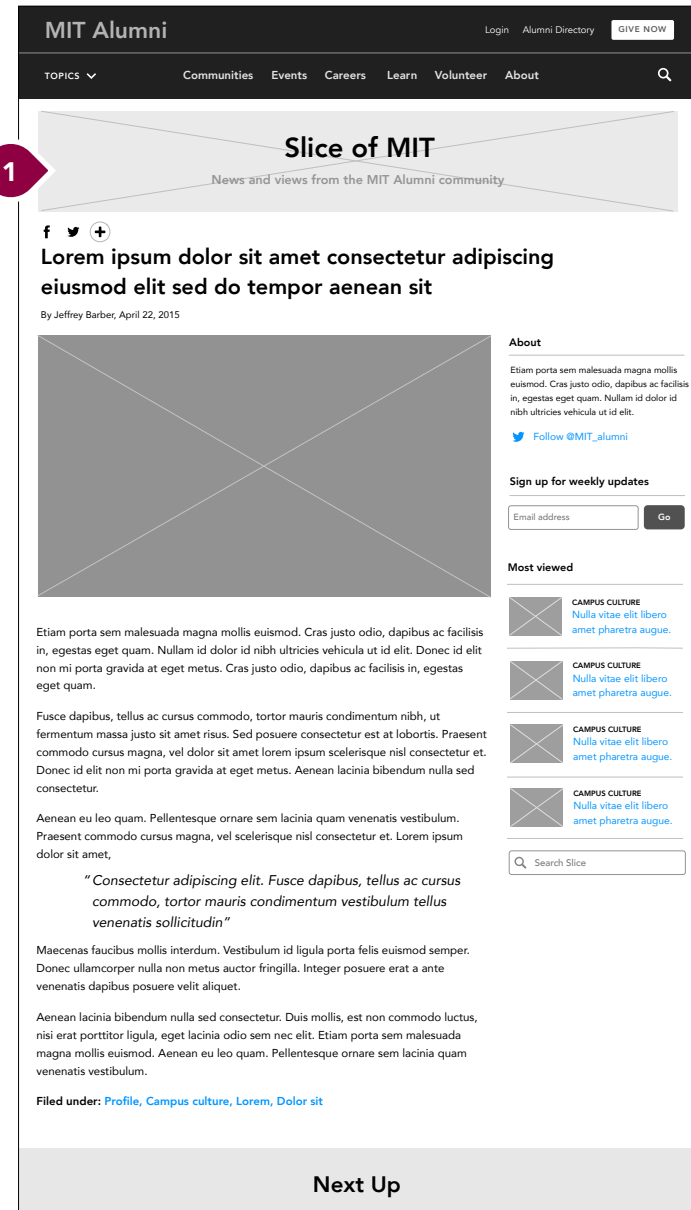 MIT Alumni
Login Alumni Directory GIVE NOW
TOPICS Communities Events Careers Learn Volunteer About
1
Slice of MIT
News and views from the MIT Alumni community
Lorem ipsum dolor sit amet consectetur adipiscing
eiusmod elit sed do tempor aenean sit
By Jeffrey Barber, April 22, 2015
Etiam porta sem malesuada magna mollis euismod. Cras justo odio, dapibus ac facilisis
in, egestas eget quam. Nullam id dolor id nibh ultricies vehicula ut id elit. Donec id elit
non mi porta gravida at eget metus. Cras justo odio, dapibus ac facilisis in, egestas
eget quam.
Fusce dapibus, tellus ac cursus commodo, tortor mauris condimentum nibh, ut
fermentum massa justo sit amet risus. Sed posuere consectetur est at lobortis. Praesent
commodo cursus magna, vel dolor sit amet lorem ipsum scelerisque nisl consectetur et.
Donec id elit non mi porta gravida at eget metus. Aenean lacinia bibendum nulla sed
consectetur.
Aenean eu leo quam. Pellentesque ornare sem lacinia quam venenatis vestibulum.
Praesent commodo cursus magna, vel scelerisque nisl consectetur et. Lorem ipsum
dolor sit amet,
“Consectetur adipiscing elit. Fusce dapibus, tellus ac cursus
commodo, tortor mauris condimentum vestibulum tellus
venenatis sollicitudin”
Maecenas faucibus mollis interdum. Vestibulum id ligula porta felis euismod semper.
Donec ullamcorper nulla non metus auctor fringilla. Integer posuere erat a ante
venenatis dapibus posuere velit aliquet.
Aenean lacinia bibendum nulla sed consectetur. Duis mollis, est non commodo luctus,
nisi erat porttitor ligula, eget lacinia odio sem nec elit. Etiam porta sem malesuada
magna mollis euismod. Aenean eu leo quam. Pellentesque ornare sem lacinia quam
venenatis vestibulum.
Filed under: Profile, Campus culture, Lorem, Dolor sit
About
Etiam porta sem malesuada magna mollis
euismod. Cras justo odio, dapibus ac facilisis
in, egestas eget quam. Nullam id dolor id
nibh ultricies vehicula ut id elit.
Follow @MIT_alumni
Sign up for weekly updates
Email address Go
Most viewed
CAMPUS CULTURE
Nulla vitae elit libero
amet pharetra augue.
CAMPUS CULTURE
Nulla vitae elit libero
amet pharetra augue.
CAMPUS CULTURE
Nulla vitae elit libero
amet pharetra augue.
CAMPUS CULTURE
Nulla vitae elit libero
amet pharetra augue.
Search Slice
Next Up